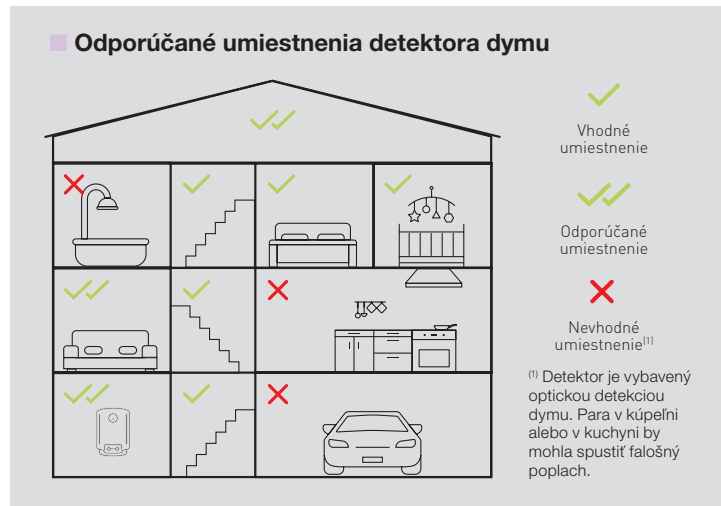 Odporúčané umiestnenia detektora dymu
Vhodné
umiestnenie
Odporúčané
umiestnenie
Nevhodné
umiestnenie(1)
(1) Detektor je vybavený
optickou detekciou
dymu. Para v kúpeľni
alebo v kuchyni by
mohla spustiť falošný
poplach.